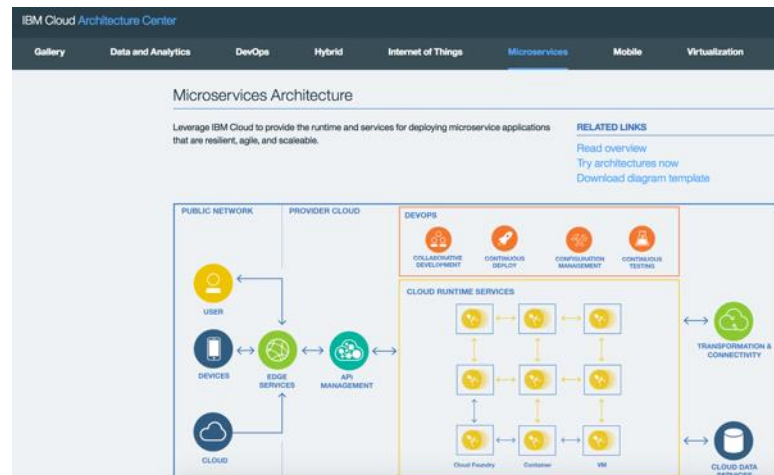 IBM Cloud Architecture Center
Gallery Data and Analytics DevOps Hybrid Internet of Things Microservices Mobile Virtualization
Microservices Architecture
Leverage IBM Cloud to provide the runtime and services for deploying microservice applications
that are resilient, agile, and scaleable.
RELATED LINKS
Read overview
Try architectures now
Download diagram template
PUBLIC NETWORK
PROVIDER CLOUD
DEVOPS
COLLABORATIVE
DEVELOPMENT
CONTINUOUS
DEPLOY
CONFIGURATION
MANAGEMENT
CONTINUOUS
TESTING
CLOUD RUNTIME SERVICES
USER
DEVICES
EDGE
SERVICES
API
MANAGEMENT
TRANSFORMATION &
CONNECTIVITY
CLOUD
Cloud Foundry
Container
VM
CLOUD DATA